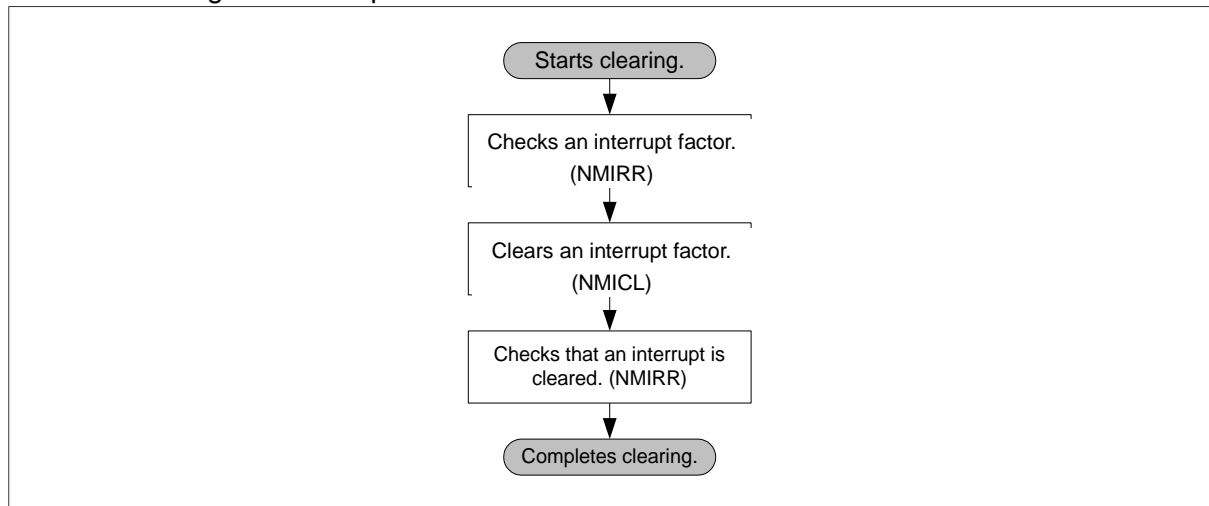 Starts clearing.
Checks an interrupt factor.
(NMIRR)
Clears an interrupt factor.
(NMICL)
Checks that an interrupt is
cleared. (NMIRR)
Completes clearing.